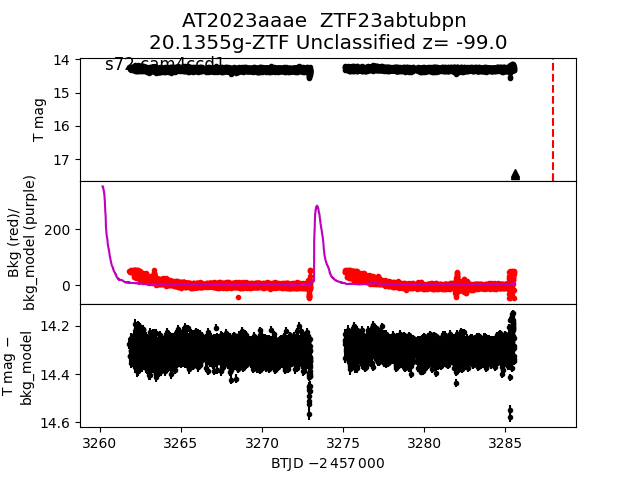 AT2023aaae ZTF23abtubpn
20.1355g-ZTF Unclassified z= -99.0
s72 cam4ccd1
14
15
16
17
T mag
200
0
Bkg (red)/
bkg_model (purple)
14.2
14.4
14.6
T mag −
bkg_model
3260
3265
3270
3275
3280
3285
BTJD −2 457 000